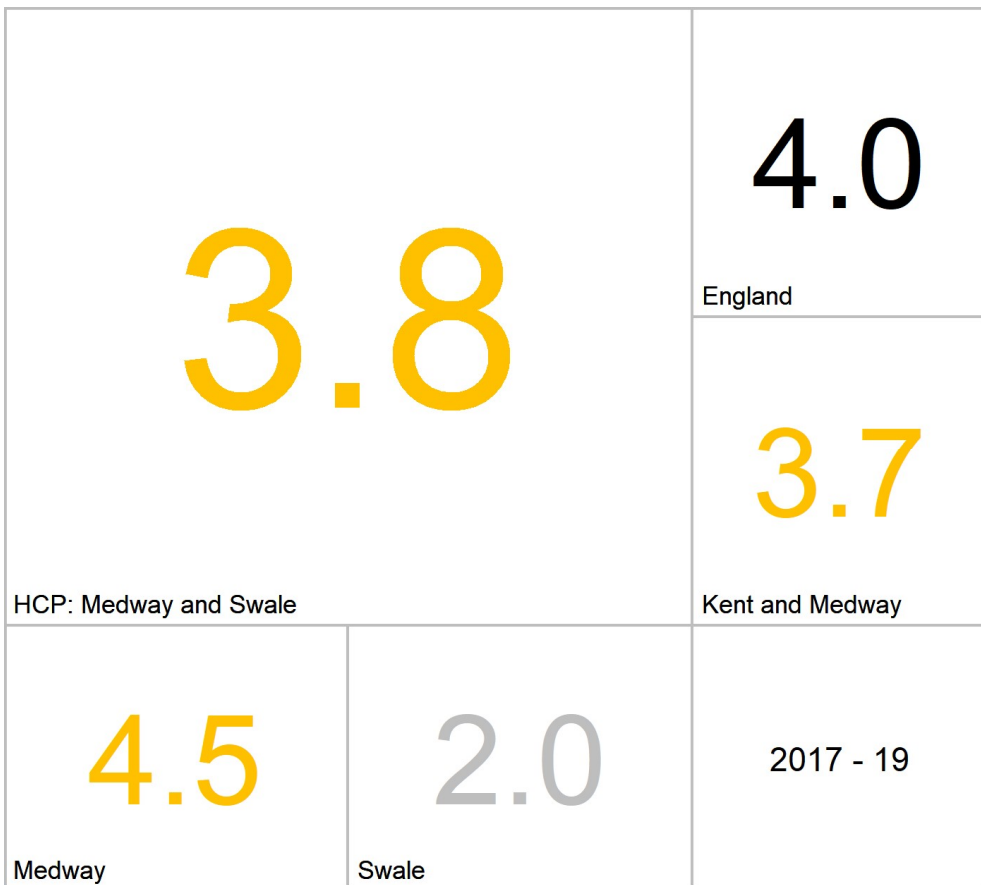 3.8
HCP: Medway and Swale
4.0
England
3.7
Kent and Medway
4.5
Medway
2.0
Swale
2017 - 19